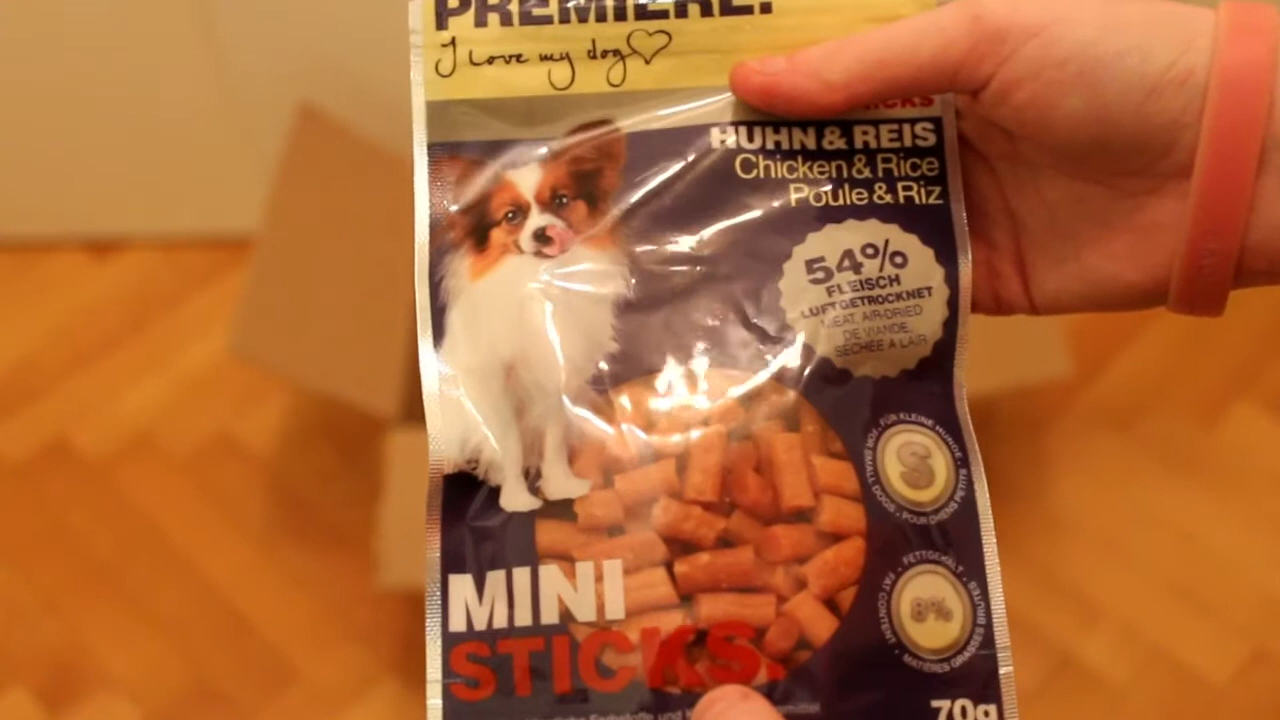 PREMIERE.
I love my dog
HUHN & REIS
Chicken & Rice
Poule & Riz
54%
FLEISCH
LUFTGETROCKNET
MEAT, AIR-DRIED
DE VIANDE,
SÉCHÉE À L'AIR
FÜR KLEINE HUNDE • POUR CHIENS PETITS • FOR SMALL DOGS •
S
FETTGEHALT • MATIÈRES GRASSES BRUTES • FAT CONTENT •
8%
MINI
STICKS.
70g